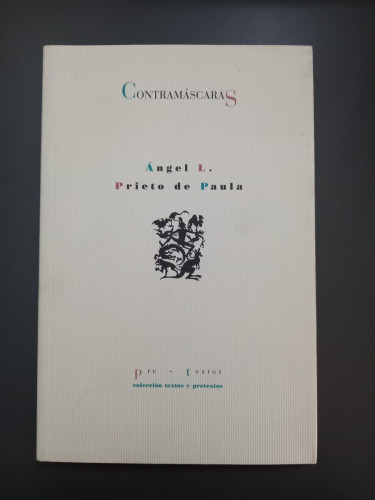 CONTRAMÁSCARAS
Ángel L.
Prieto de Paula
pre-textos
colección textos y pretextos